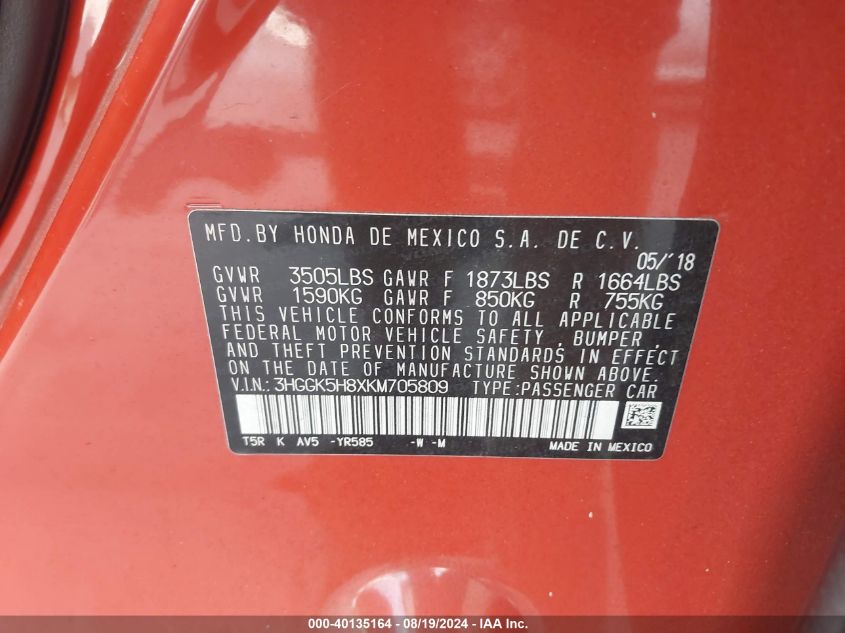 MFD.BY HONDA DE MEXICO S.A. DE C.V.
05/'18
GVWR 3505LBS GAWR F 1873LBS R 1664LBS
GVWR 1590KG GAWR F 850KG R 755KG
THIS VEHICLE CONFORMS TO ALL APPLICABLE
FEDERAL MOTOR VEHICLE SAFETY, BUMPER,
AND THEFT PREVENTION STANDARDS IN EFFECT
ON THE DATE OF MANUFACTURE SHOWN ABOVE.
V.I.N.: 3HGGK5H8XKM705809 TYPE:PASSENGER CAR
T5R K AV5 -YR585 -W -M MADE IN MEXICO
000-40135164 - 08/19/2024 - IAA Inc.